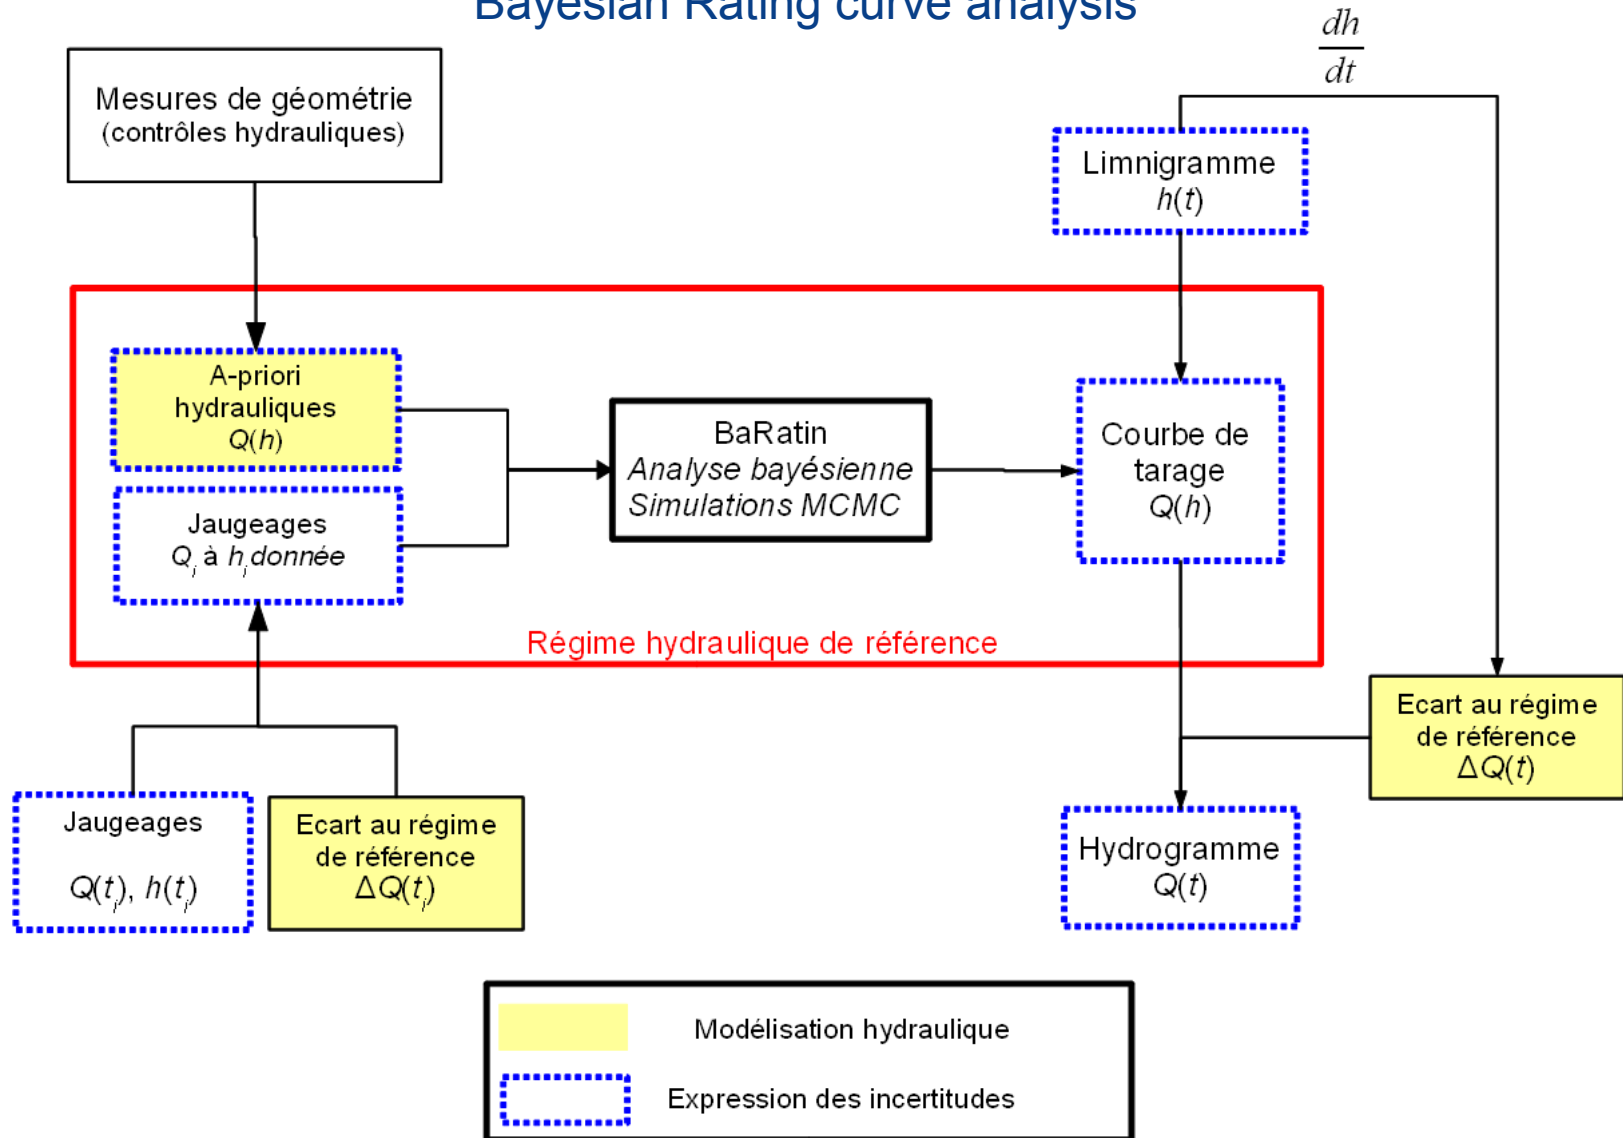 Bayesian Rating curve analysis
dh
dt
Mesures de géométrie
(contrôles hydrauliques)
Limnigramme
h(t)
A-priori
hydrauliques
Q(h)
BaRatin
Analyse bayésienne
Simulations MCMC
Courbe de
tarage
Q(h)
Jaugeages
Qi à hi donnée
Régime hydraulique de référence
Ecart au régime
de référence
ΔQ(t)
Jaugeages
Q(ti), h(ti)
Ecart au régime
de référence
ΔQ(ti)
Hydrogramme
Q(t)
Modélisation hydraulique
Expression des incertitudes